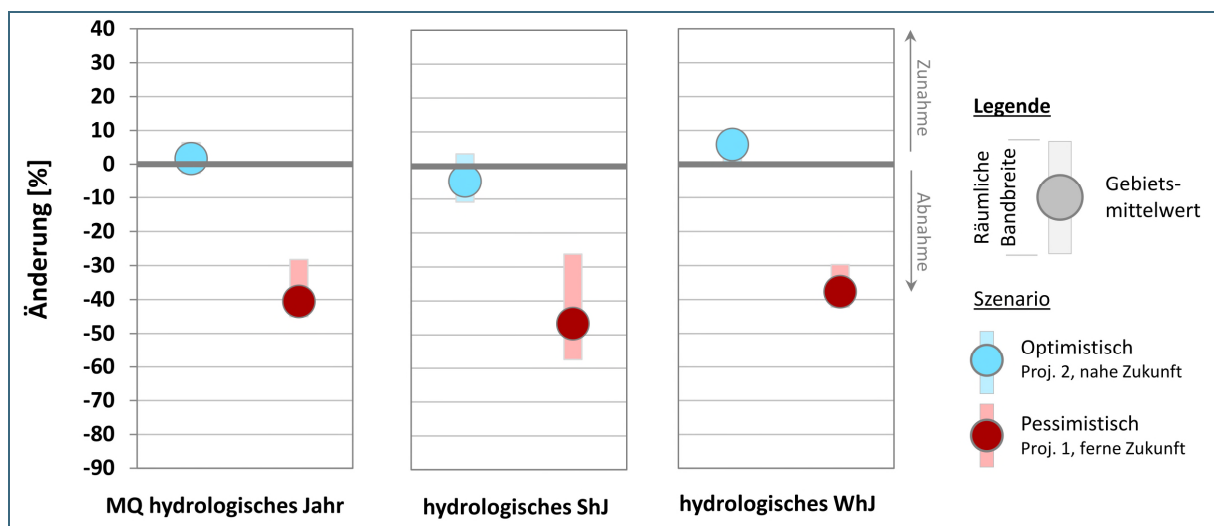 Änderung [%]
40
30
20
10
0
-10
-20
-30
-40
-50
-60
-70
-80
-90
MQ hydrologisches Jahr
hydrologisches ShJ
hydrologisches WhJ
Zunahme
Abnahme
Legende
Räumliche
Bandbreite
Gebiets-
mittelwert
Szenario
Optimistisch
Proj. 2, nahe Zukunft
Pessimistisch
Proj. 1, ferne Zukunft